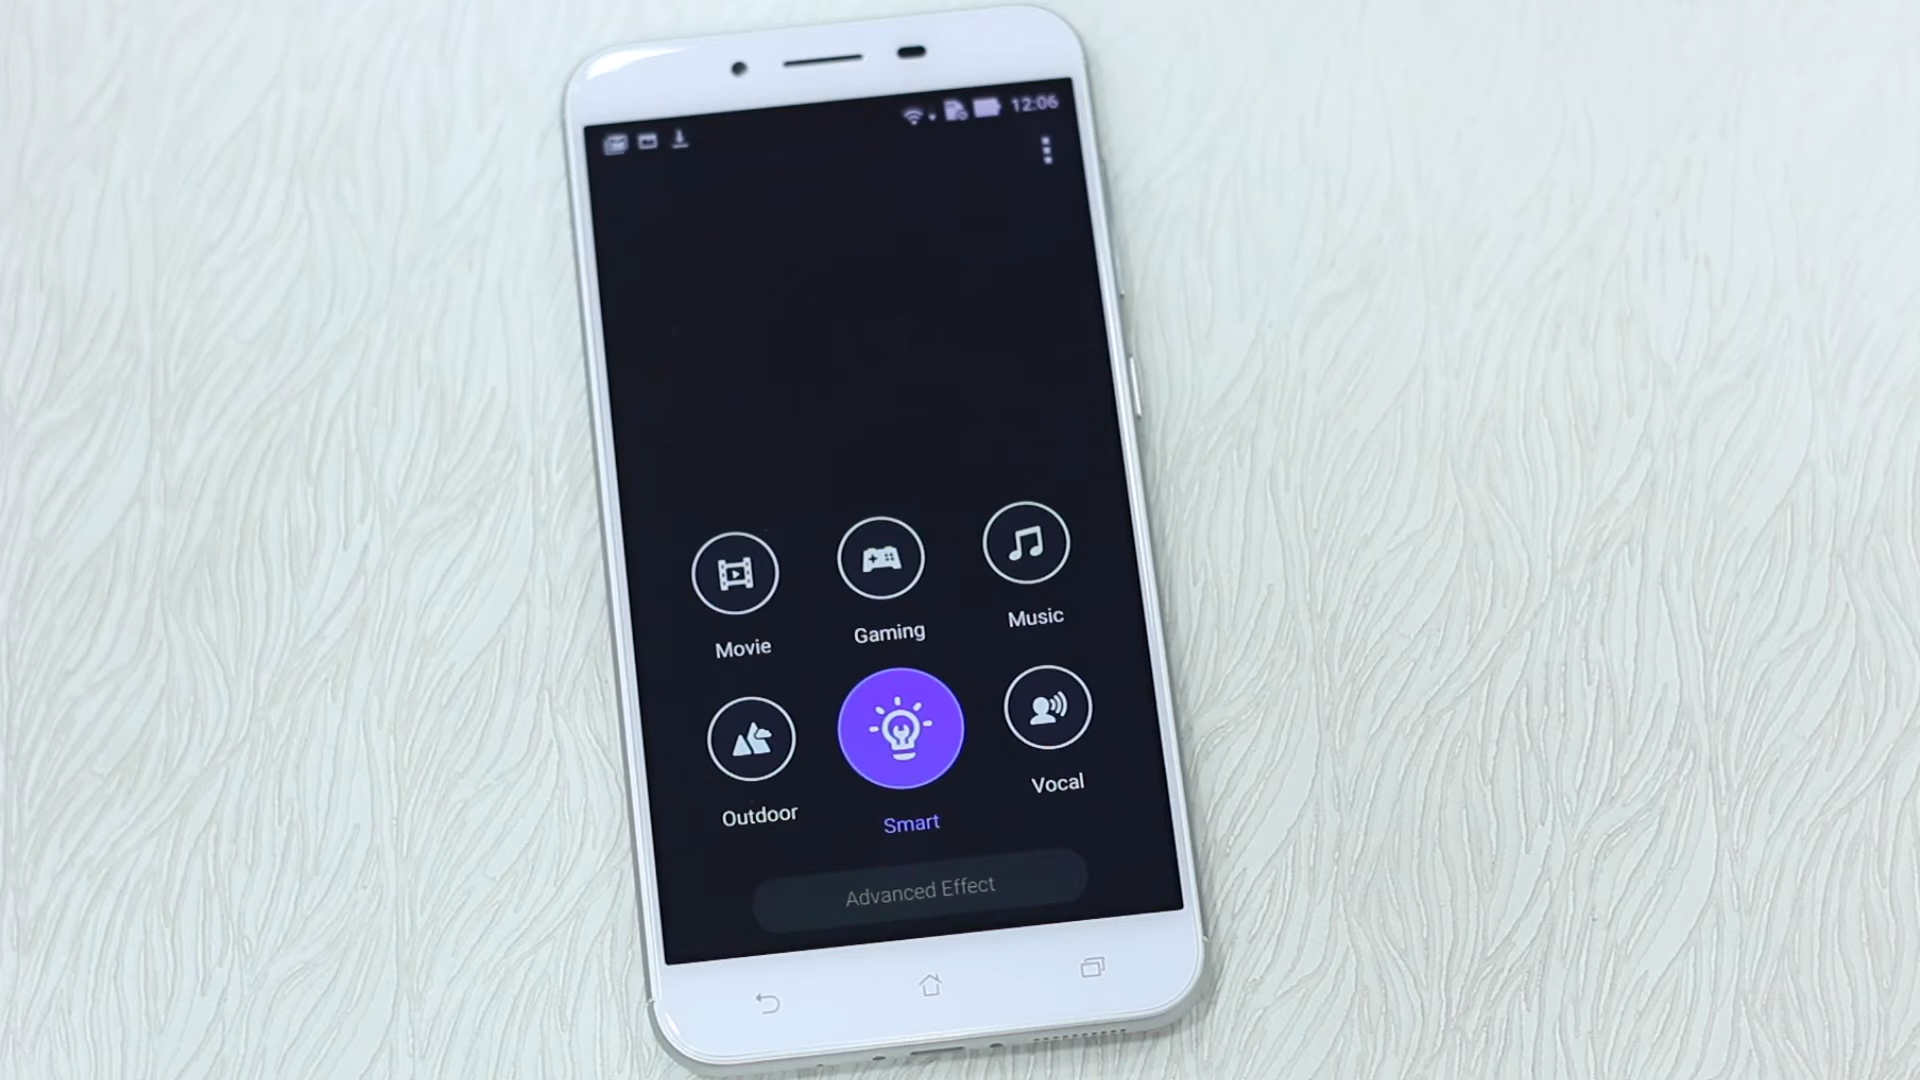 12:06
Movie
Gaming
Music
Outdoor
Smart
Vocal
Advanced Effect